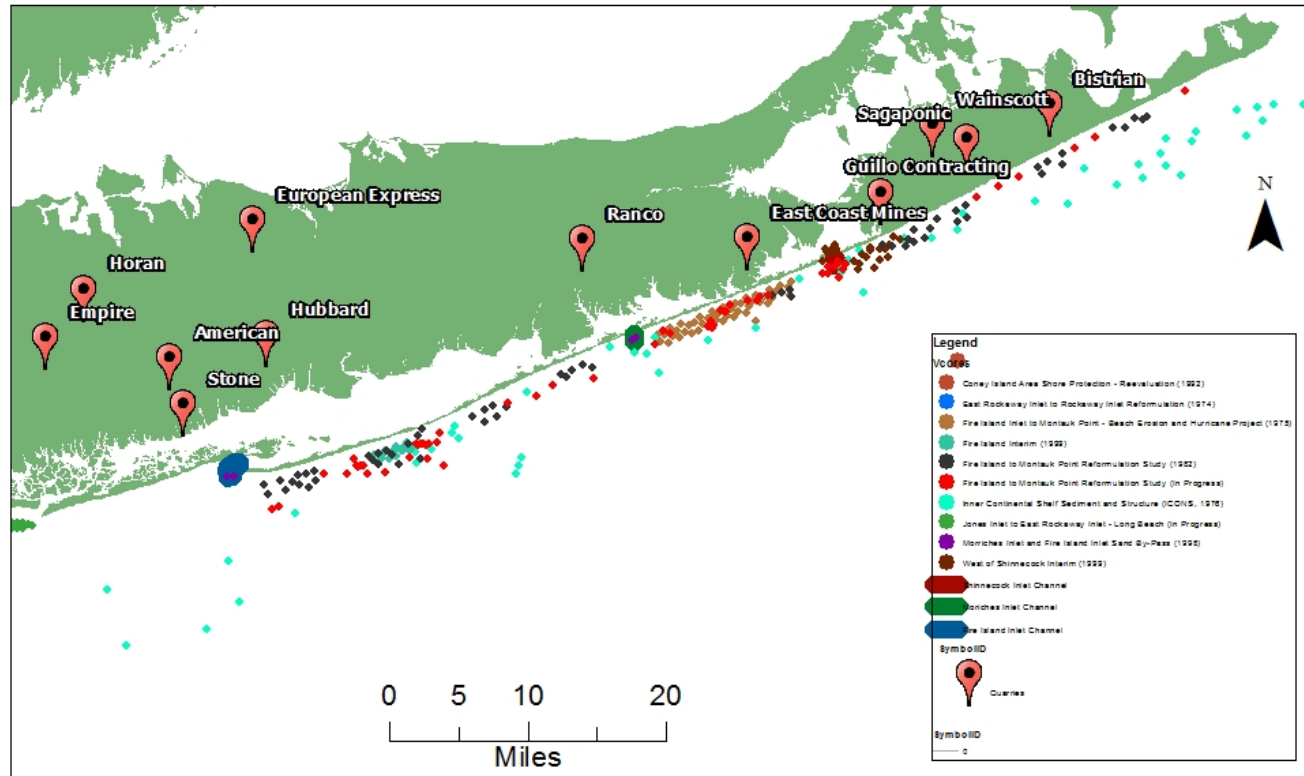 Bistrian
Wainscott
Sagaponic
Guillo Contracting
European Express
Ranco
East Coast Mines
N
Horan
Hubbard
Empire
American
Stone
Legend
Vcores
Coney Island Area Shore Protection - Reevaluation (1992)
East Rockaway Inlet to Rockaway Inlet Reformulation (1974)
Fire Island Inlet to Montauk Point - Beach Erosion and Hurricane Project (1975)
Fire Island Interim (1999)
Fire Island to Montauk Point Reformulation Study (1982)
Fire Island to Montauk Point Reformulation Study (In Progress)
Inner Continental Shelf Sediment and Structure (ICONS, 1976)
Jones Inlet to East Rockaway Inlet - Long Beach (In Progress)
Morriches Inlet and Fire Island Inlet Sand By-Pass (1996)
West of Shinnecock Interim (1999)
Shinnecock Inlet Channel
Moriches Inlet Channel
Fire Island Inlet Channel
SymbolID
Quarries
SymbolID
0
0 5 10 20
Miles